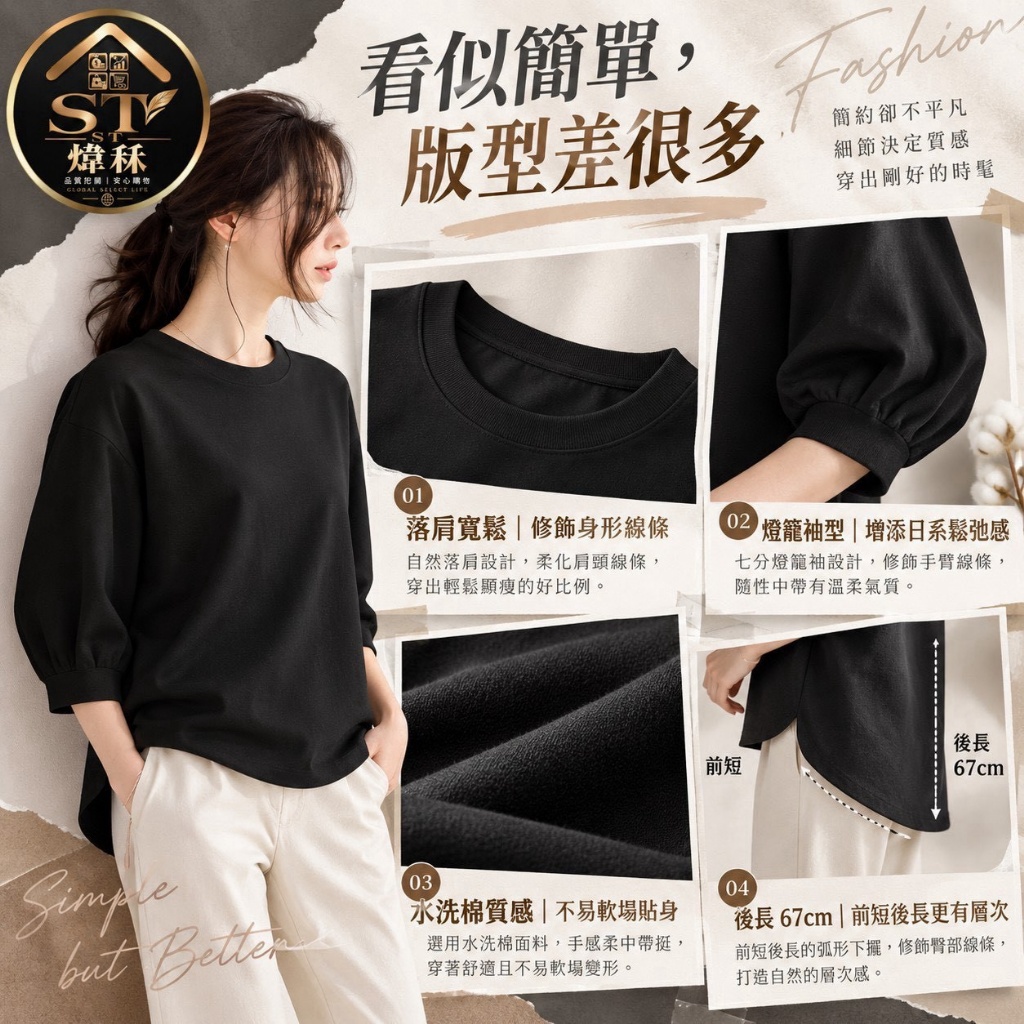 ST
ST
煒秝
品質把關｜安心購物
GLOBAL SELECT LIFE
看似簡單，
版型差很多
Fashion
簡約卻不平凡
細節決定質感
穿出剛好的時髦
01
落肩寬鬆｜修飾身形線條
自然落肩設計，柔化肩頸線條，
穿出輕鬆顯瘦的好比例。
02
燈籠袖型｜增添日系鬆弛感
七分燈籠袖設計，修飾手臂線條，
隨性中帶有溫柔氣質。
03
水洗棉質感｜不易軟塌貼身
選用水洗棉面料，手感柔中帶挺，
穿著舒適且不易軟塌變形。
前短
後長
67cm
04
後長 67cm｜前短後長更有層次
前短後長的弧形下擺，修飾臀部線條，
打造自然的層次感。
Simple
but Better